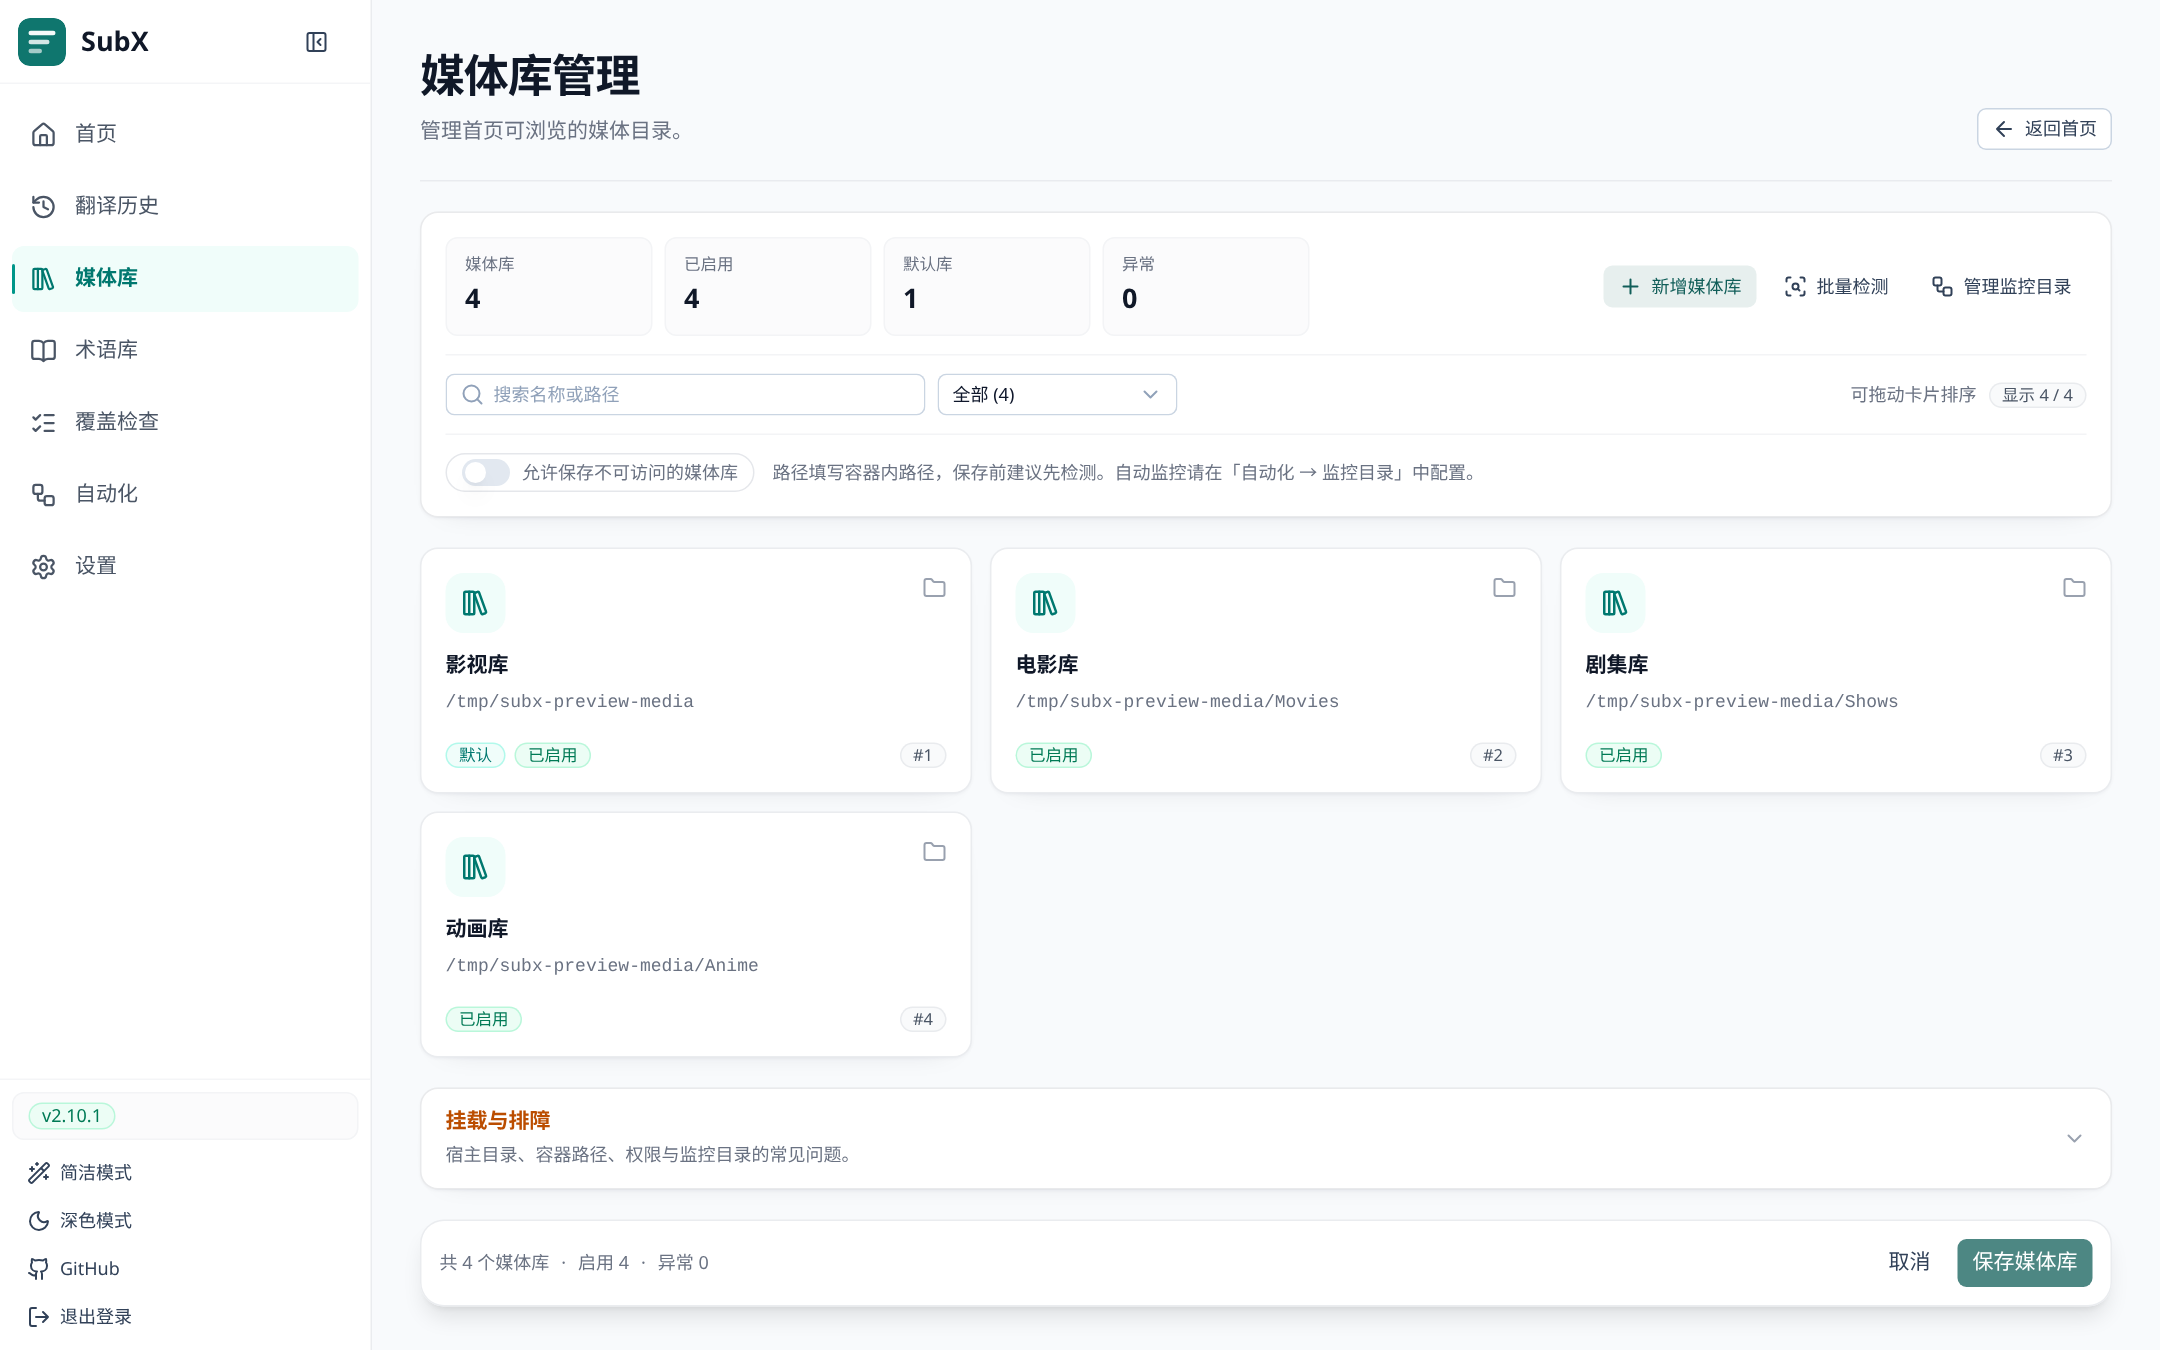 SubX
首页
翻译历史
媒体库
术语库
覆盖检查
自动化
设置
v2.10.1
简洁模式
深色模式
GitHub
退出登录
媒体库管理
管理首页可浏览的媒体目录。
返回首页
媒体库
4
已启用
4
默认库
1
异常
0
新增媒体库
批量检测
管理监控目录
搜索名称或路径
全部 (4)
可拖动卡片排序
显示 4 / 4
允许保存不可访问的媒体库
路径填写容器内路径，保存前建议先检测。自动监控请在「自动化 → 监控目录」中配置。
影视库
/tmp/subx-preview-media
默认
已启用
#1
电影库
/tmp/subx-preview-media/Movies
已启用
#2
剧集库
/tmp/subx-preview-media/Shows
已启用
#3
动画库
/tmp/subx-preview-media/Anime
已启用
#4
挂载与排障
宿主目录、容器路径、权限与监控目录的常见问题。
共 4 个媒体库 · 启用 4 · 异常 0
取消
保存媒体库